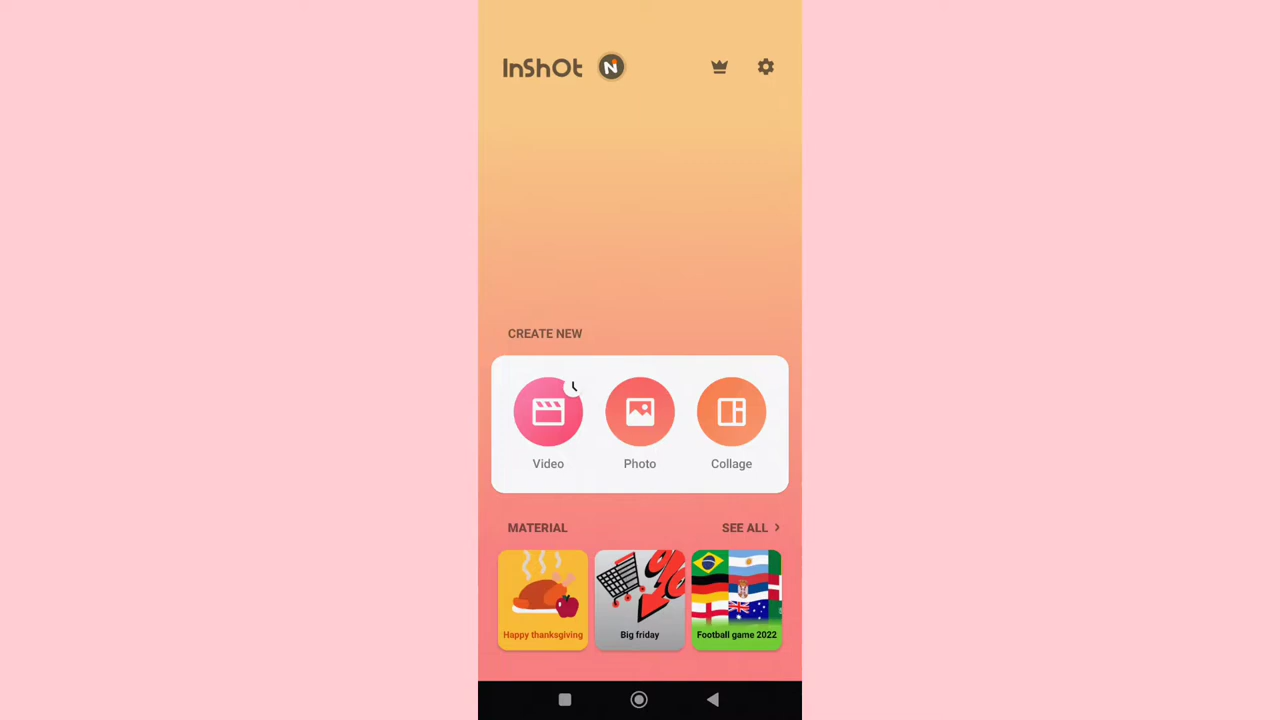 InShOt N
CREATE NEW
Video Photo Collage
MATERIAL SEE ALL >
Happy thanksgiving Big friday Football game 2022